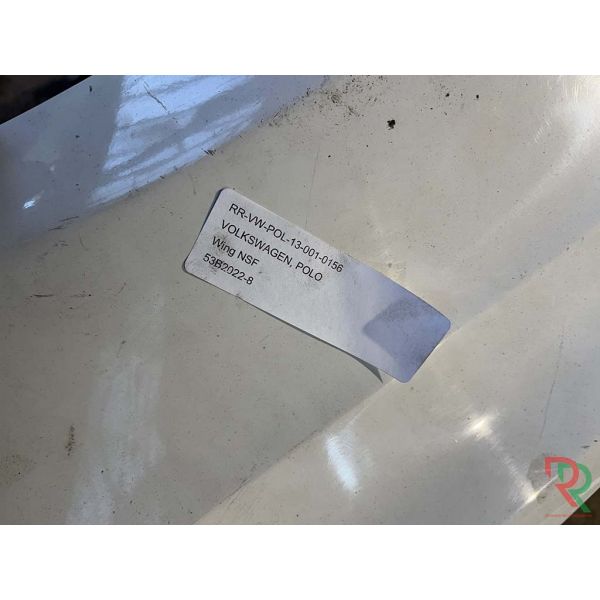 RR-VW-POL-13-001-0156
VOLKSWAGEN, POLO
Wing NSF
53B2022-8